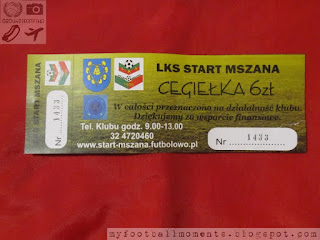 LKS START MSZANA
CEGIEŁKA 6zł
W całości przeznaczona na działalność klubu.
Dziękujemy za wsparcie finansowe.
Tel. Klubu godz. 9.00-13.00
32 4720460
www.start-mszana.futbolowo.pl
Nr 1433
Nr 1433
myfootballmoments.blogspot.com